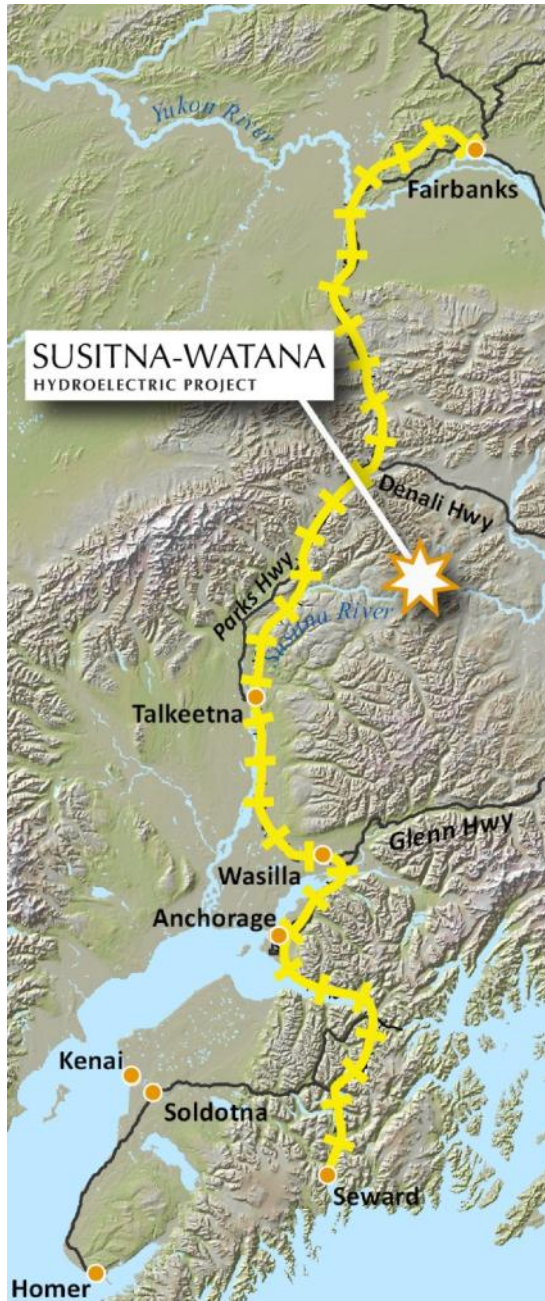 Yukon River
Fairbanks
SUSITNA-WATANA
HYDROELECTRIC PROJECT
Denali Hwy
Parks Hwy
Susitna River
Talkeetna
Glenn Hwy
Wasilla
Anchorage
Kenai
Soldotna
Seward
Homer